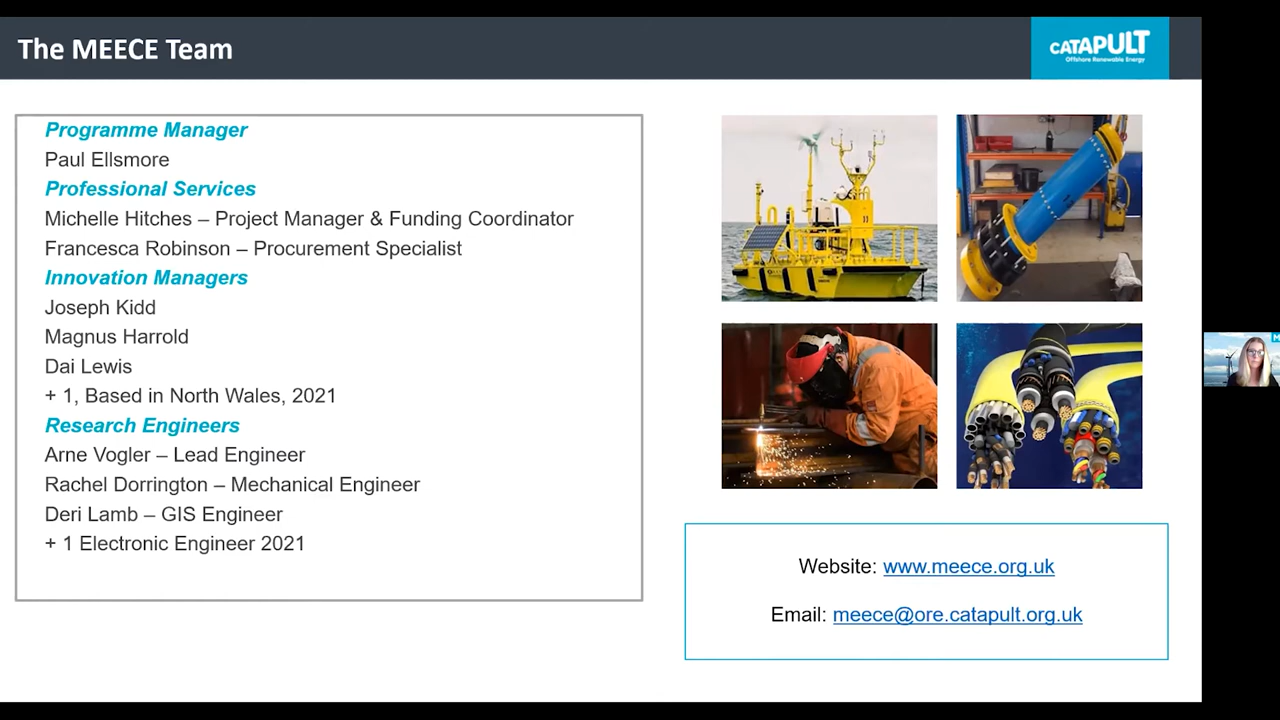 The MEECE Team
CATAPULT
Offshore Renewable Energy
Programme Manager
Paul Ellsmore
Professional Services
Michelle Hitches – Project Manager & Funding Coordinator
Francesca Robinson – Procurement Specialist
Innovation Managers
Joseph Kidd
Magnus Harrold
Dai Lewis
+ 1, Based in North Wales, 2021
Research Engineers
Arne Vogler – Lead Engineer
Rachel Dorrington – Mechanical Engineer
Deri Lamb – GIS Engineer
+ 1 Electronic Engineer 2021
Website: www.meece.org.uk
Email: meece@ore.catapult.org.uk